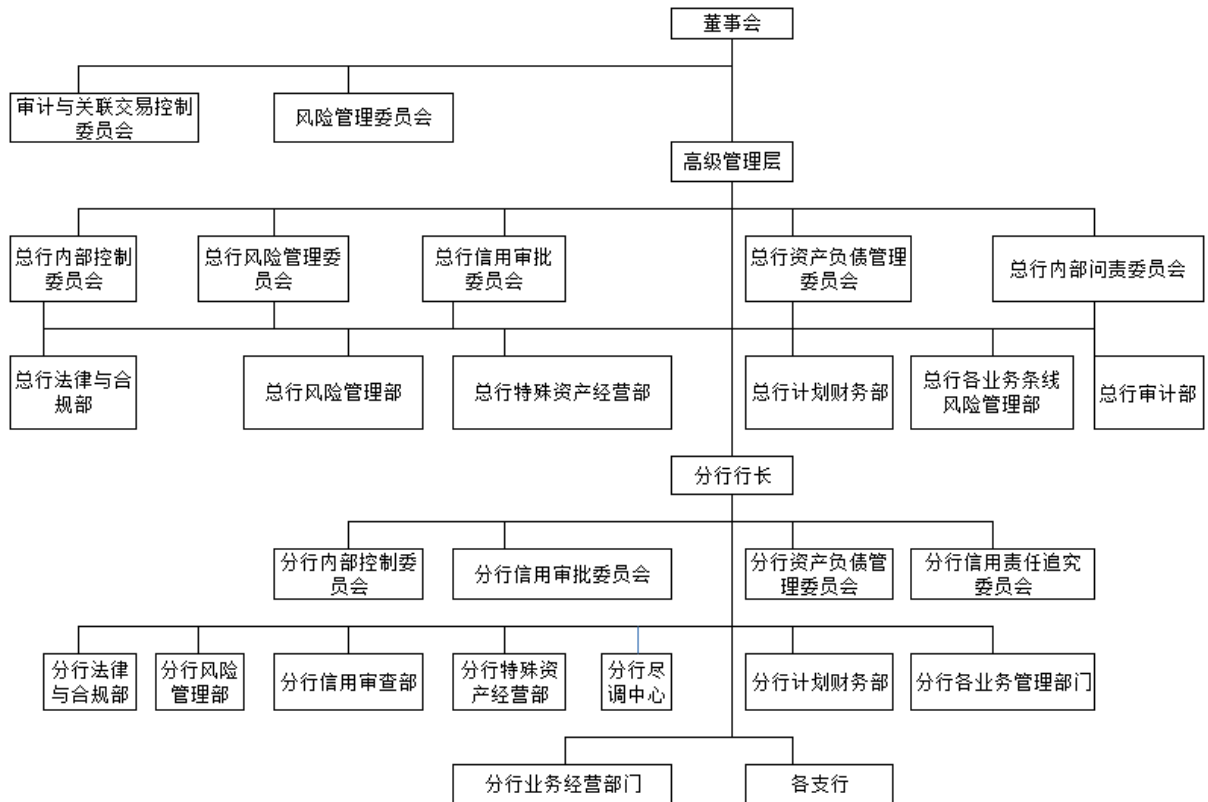 董事会
审计与关联交易控制
委员会
风险管理委员会
高级管理层
总行内部控制
委员会
总行风险管理委
员会
总行信用审批
委员会
总行资产负债管理
委员会
总行内部问责委员会
总行法律与合
规部
总行风险管理部
总行特殊资产经营部
总行计划财务部
总行各业务条线
风险管理部
总行审计部
分行行长
分行内部控制委
员会
分行信用审批委员会
分行资产负债管
理委员会
分行信用责任追究
委员会
分行法律
与合规部
分行风险
管理部
分行信用审查部
分行特殊资
产经营部
分行尽
调中心
分行计划财务部
分行各业务管理部门
分行业务经营部门
各支行